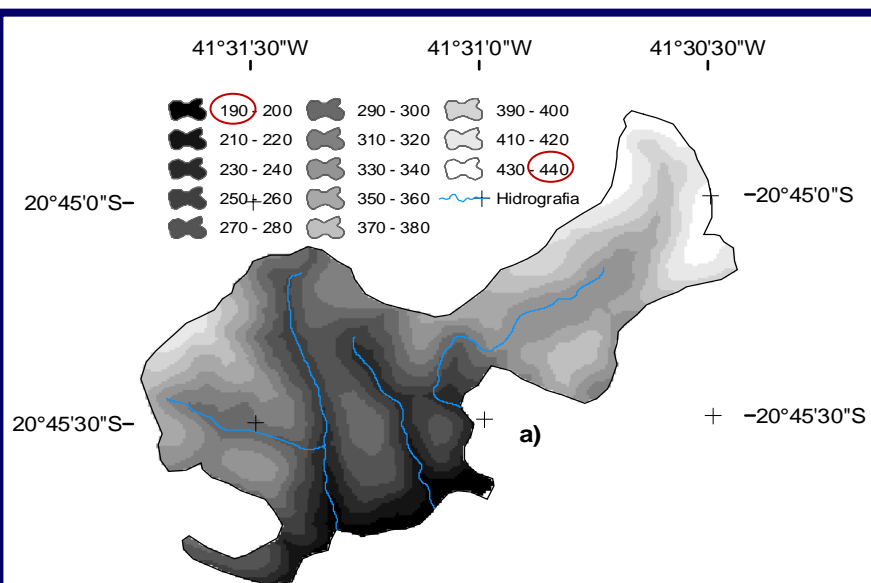 41°31'30"W 41°31'0"W 41°30'30"W
190 - 200 290 - 300 390 - 400
210 - 220 310 - 320 410 - 420
230 - 240 330 - 340 430 - 440
250 - 260 350 - 360 Hidrografia
270 - 280 370 - 380
20°45'0"S 20°45'0"S
20°45'30"S 20°45'30"S
a)